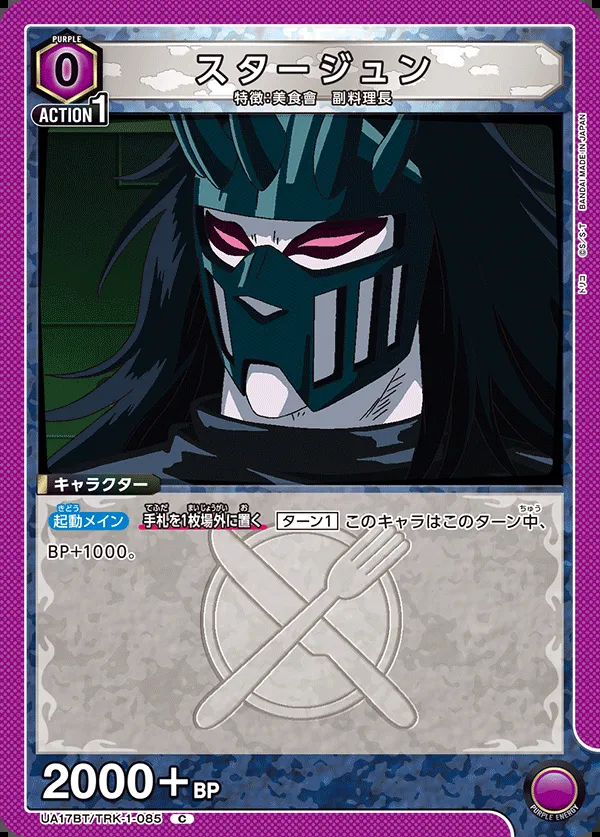 PURPLE
0
ACTION 1
スタージュン
特徴:美食會 副料理長
BANDAI MADE IN JAPAN
©S/S・T
トリコ
キャラクター
起動メイン 手札を1枚場外に置く ターン1 このキャラはこのターン中、
きどう てふだ まいじょうがい お ちゅう
BP+1000。
2000+BP
UA17BT/TRK-1-085 C
PURPLE ENERGY